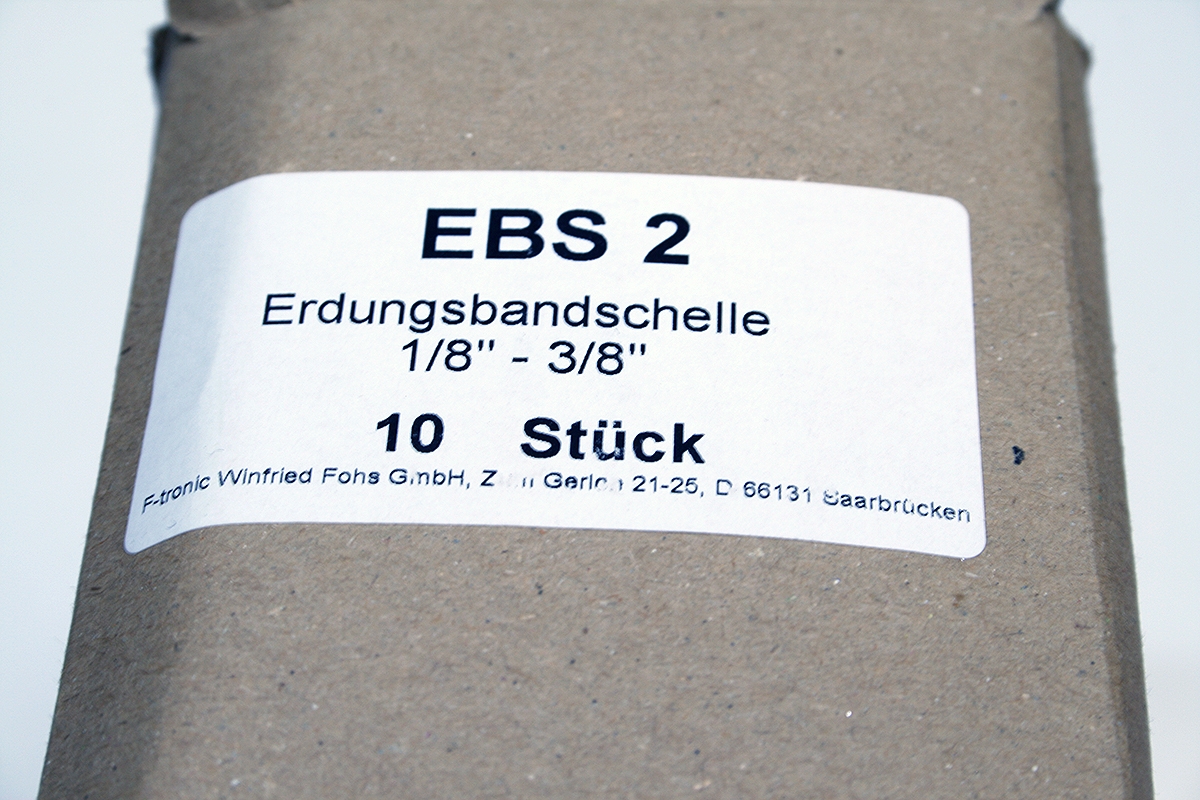 EBS 2
Erdungsbandschelle
1/8" - 3/8"
10 Stück
F-tronic Winfried Fohs GmbH, 21-25, D 66131 Saarbrücken